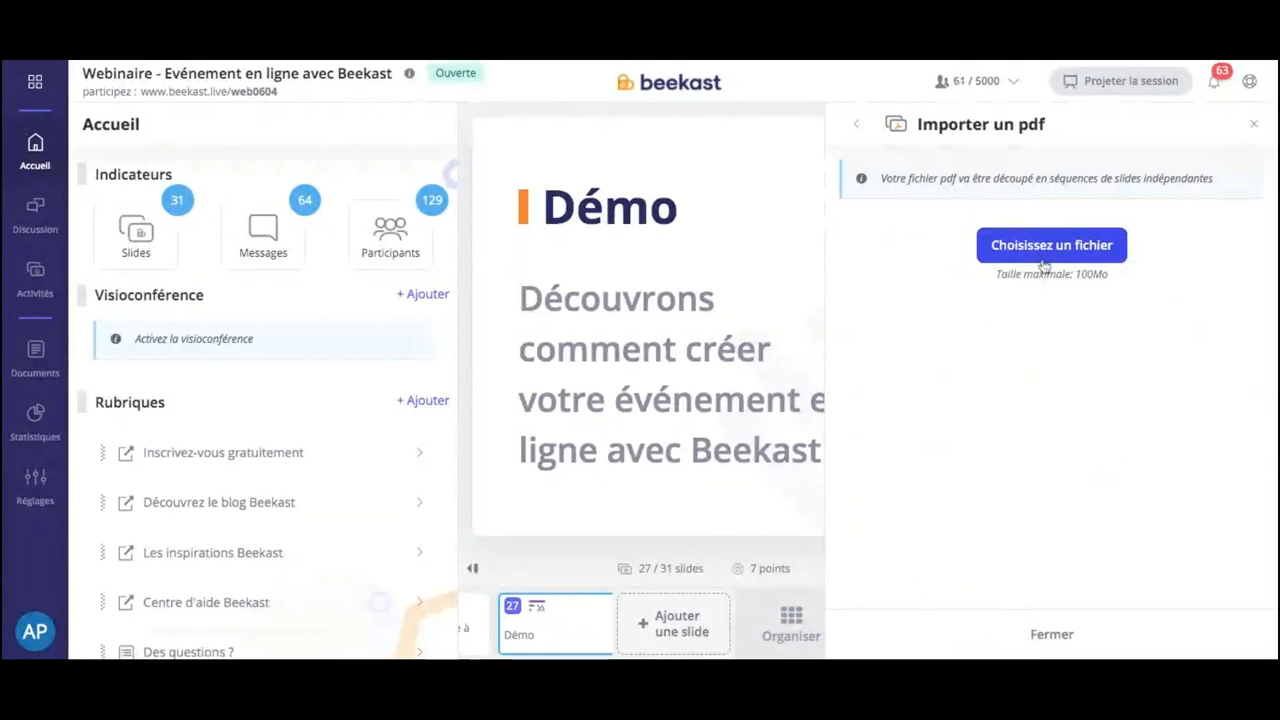 Webinaire - Evénement en ligne avec Beekast
Ouverte
participez : www.beekast.live/web0604
beekast
61 / 5000
Projeter la session
63
Accueil
Discussion
Activités
Documents
Statistiques
Réglages
AP
Accueil
Indicateurs
31
Slides
64
Messages
129
Participants
Visioconférence
+ Ajouter
Activez la visioconférence
Rubriques
+ Ajouter
Inscrivez-vous gratuitement
Découvrez le blog Beekast
Les inspirations Beekast
Centre d'aide Beekast
Des questions ?
Démo
Découvrons
comment créer
votre événement e
ligne avec Beekast
27 / 31 slides
7 points
e à
27
Démo
+ Ajouter
une slide
Organiser
Importer un pdf
Votre fichier pdf va être découpé en séquences de slides indépendantes
Choisissez un fichier
Taille maximale: 100Mo
Fermer